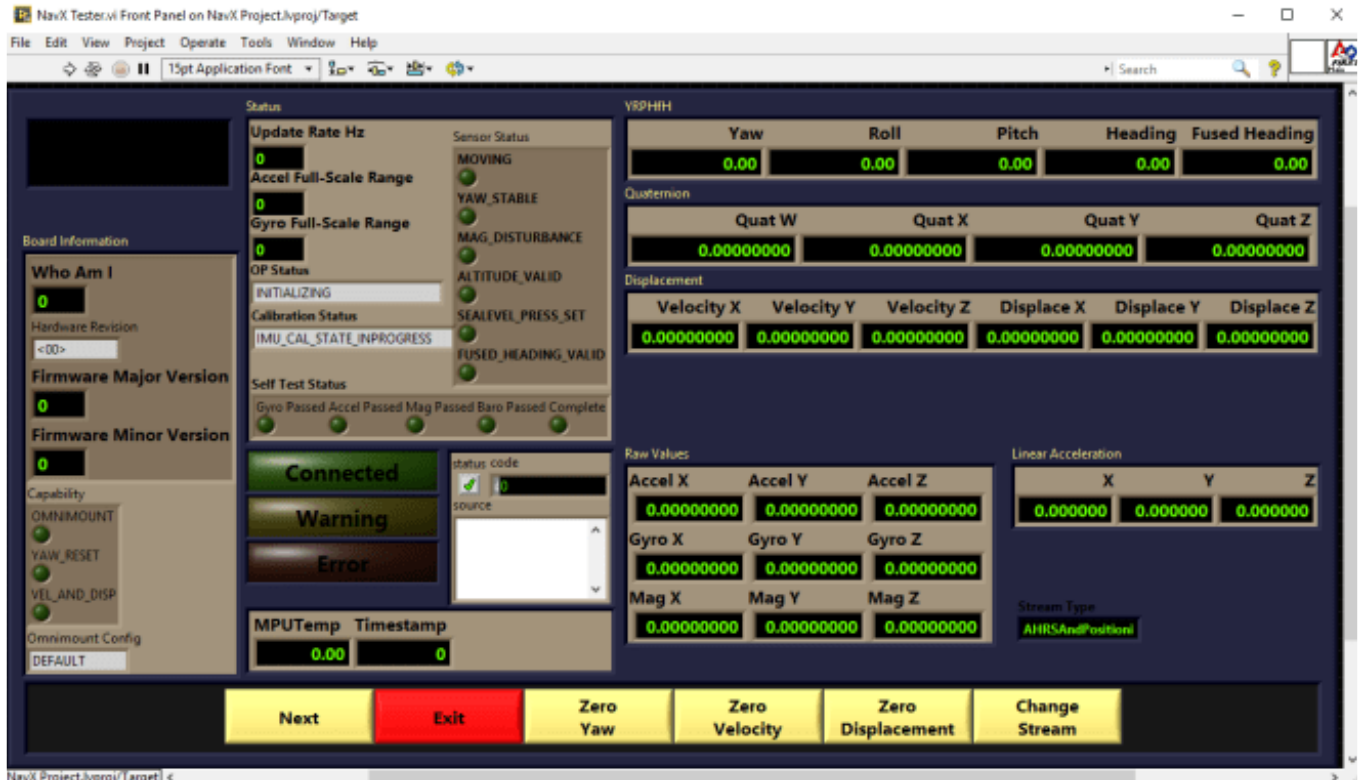 NavX Tester.vi Front Panel on NavX Project.lvproj/Target
File Edit View Project Operate Tools Window Help
15pt Application Font
Search
Board Information
Who Am I
0
Hardware Revision
<00>
Firmware Major Version
0
Firmware Minor Version
0
Capability
OMNIMOUNT
YAW_RESET
VEL_AND_DISP
Omnimount Config
DEFAULT
Status
Update Rate Hz
0
Accel Full-Scale Range
0
Gyro Full-Scale Range
0
OP Status
INITIALIZING
Calibration Status
IMU_CAL_STATE_INPROGRESS
Sensor Status
MOVING
YAW_STABLE
MAG_DISTURBANCE
ALTITUDE_VALID
SEALEVEL_PRESS_SET
FUSED_HEADING_VALID
Self Test Status
Gyro Passed Accel Passed Mag Passed Baro Passed Complete
Connected
Warning
Error
status code
0
source
MPUTemp Timestamp
0.00 0
YRPHfH
Yaw Roll Pitch Heading Fused Heading
0.00 0.00 0.00 0.00 0.00
Quaternion
Quat W Quat X Quat Y Quat Z
0.00000000 0.00000000 0.00000000 0.00000000
Displacement
Velocity X Velocity Y Velocity Z Displace X Displace Y Displace Z
0.00000000 0.00000000 0.00000000 0.00000000 0.00000000 0.00000000
Raw Values
Accel X Accel Y Accel Z
0.00000000 0.00000000 0.00000000
Gyro X Gyro Y Gyro Z
0.00000000 0.00000000 0.00000000
Mag X Mag Y Mag Z
0.00000000 0.00000000 0.00000000
Linear Acceleration
X Y Z
0.000000 0.000000 0.000000
Stream Type
AHRSAndPositioni
Next
Exit
Zero
Yaw
Zero
Velocity
Zero
Displacement
Change
Stream
NavX Project.lvproj/Target